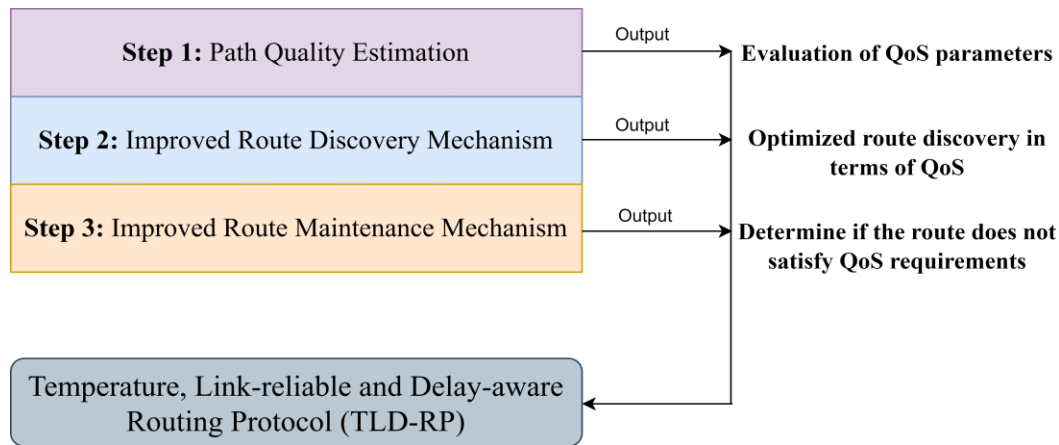 Step 1: Path Quality Estimation
Output
Evaluation of QoS parameters
Step 2: Improved Route Discovery Mechanism
Output
Optimized route discovery in
terms of QoS
Step 3: Improved Route Maintenance Mechanism
Output
Determine if the route does not
satisfy QoS requirements
Temperature, Link-reliable and Delay-aware
Routing Protocol (TLD-RP)